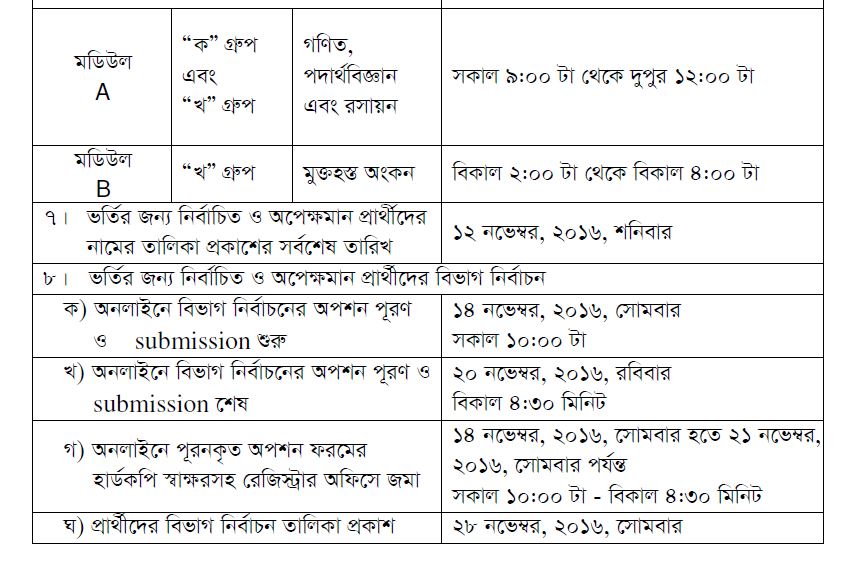 মডিউল
A
“ক” গ্রুপ
এবং
“খ” গ্রুপ
গণিত,
পদার্থবিজ্ঞান
এবং রসায়ন
সকাল ৯:০০ টা থেকে দুপুর ১২:০০ টা
মডিউল
B
“খ” গ্রুপ
মুক্তহস্ত অংকন
বিকাল ২:০০ টা থেকে বিকাল ৪:০০ টা
৭। ভর্তির জন্য নির্বাচিত ও অপেক্ষমান প্রার্থীদের
নামের তালিকা প্রকাশের সর্বশেষ তারিখ
১২ নভেম্বর, ২০১৬, শনিবার
৮। ভর্তির জন্য নির্বাচিত ও অপেক্ষমান প্রার্থীদের বিভাগ নির্বাচন
ক) অনলাইনে বিভাগ নির্বাচনের অপশন পূরণ
ও submission শুরু
১৪ নভেম্বর, ২০১৬, সোমবার
সকাল ১০:০০ টা
খ) অনলাইনে বিভাগ নির্বাচনের অপশন পূরণ ও
submission শেষ
২০ নভেম্বর, ২০১৬, রবিবার
বিকাল ৪:৩০ মিনিট
গ) অনলাইনে পূরনকৃত অপশন ফরমের
হার্ডকপি স্বাক্ষরসহ রেজিস্ট্রার অফিসে জমা
১৪ নভেম্বর, ২০১৬, সোমবার হতে ২১ নভেম্বর,
২০১৬, সোমবার পর্যন্ত
সকাল ১০:০০ টা - বিকাল ৪:৩০ মিনিট
ঘ) প্রার্থীদের বিভাগ নির্বাচন তালিকা প্রকাশ
২৮ নভেম্বর, ২০১৬, সোমবার